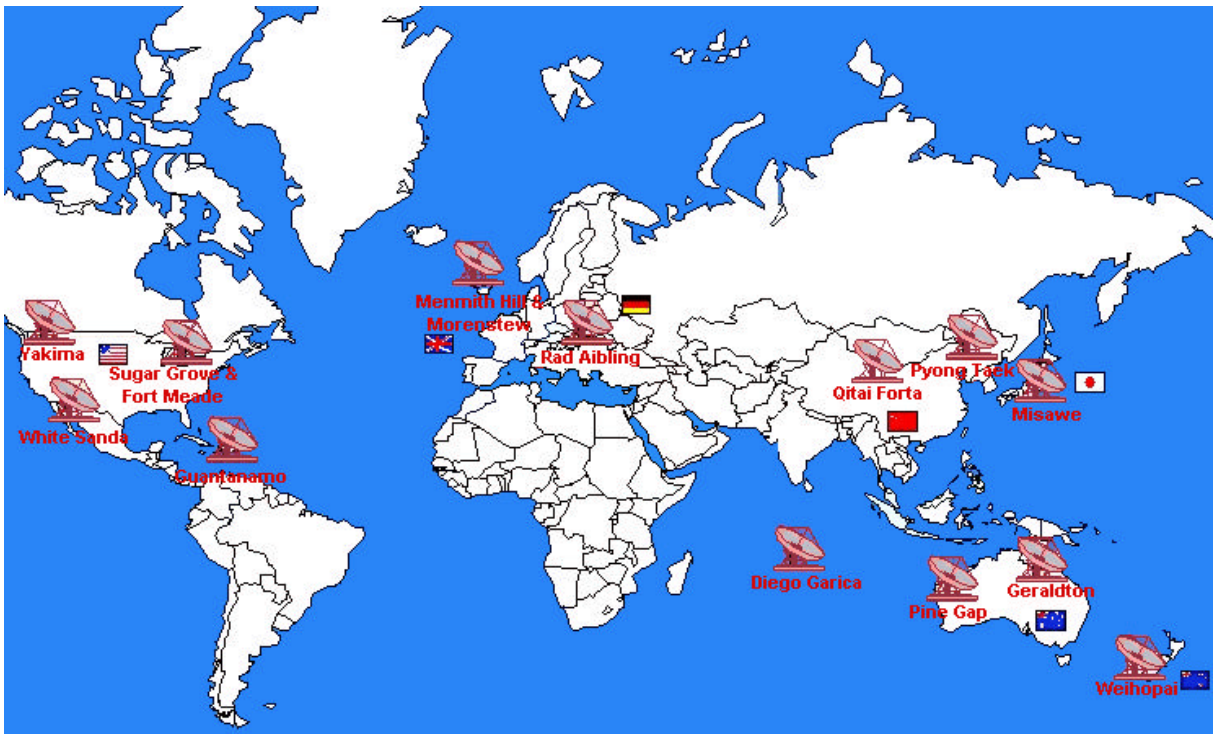 Menmith Hill &
Morenstew
Yakima
Sugar Grove &
Fort Meade
Rad Aibling
Pyong Taek
Qitai Forta
Misawe
White Sanda
Guantanamo
Diego Garica
Geraldton
Pine Gap
Weihopai